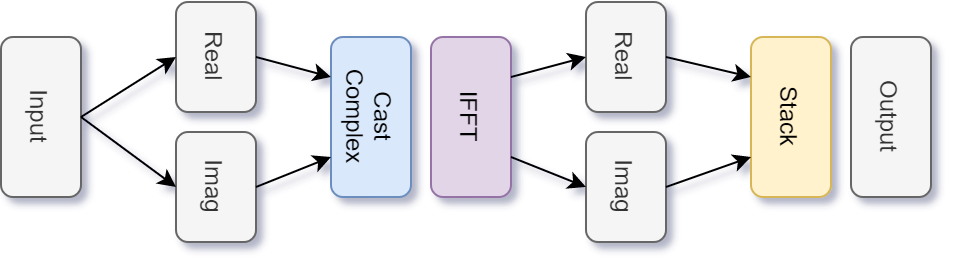 Input
Real
Imag
Cast
Complex
IFFT
Real
Imag
Stack
Output